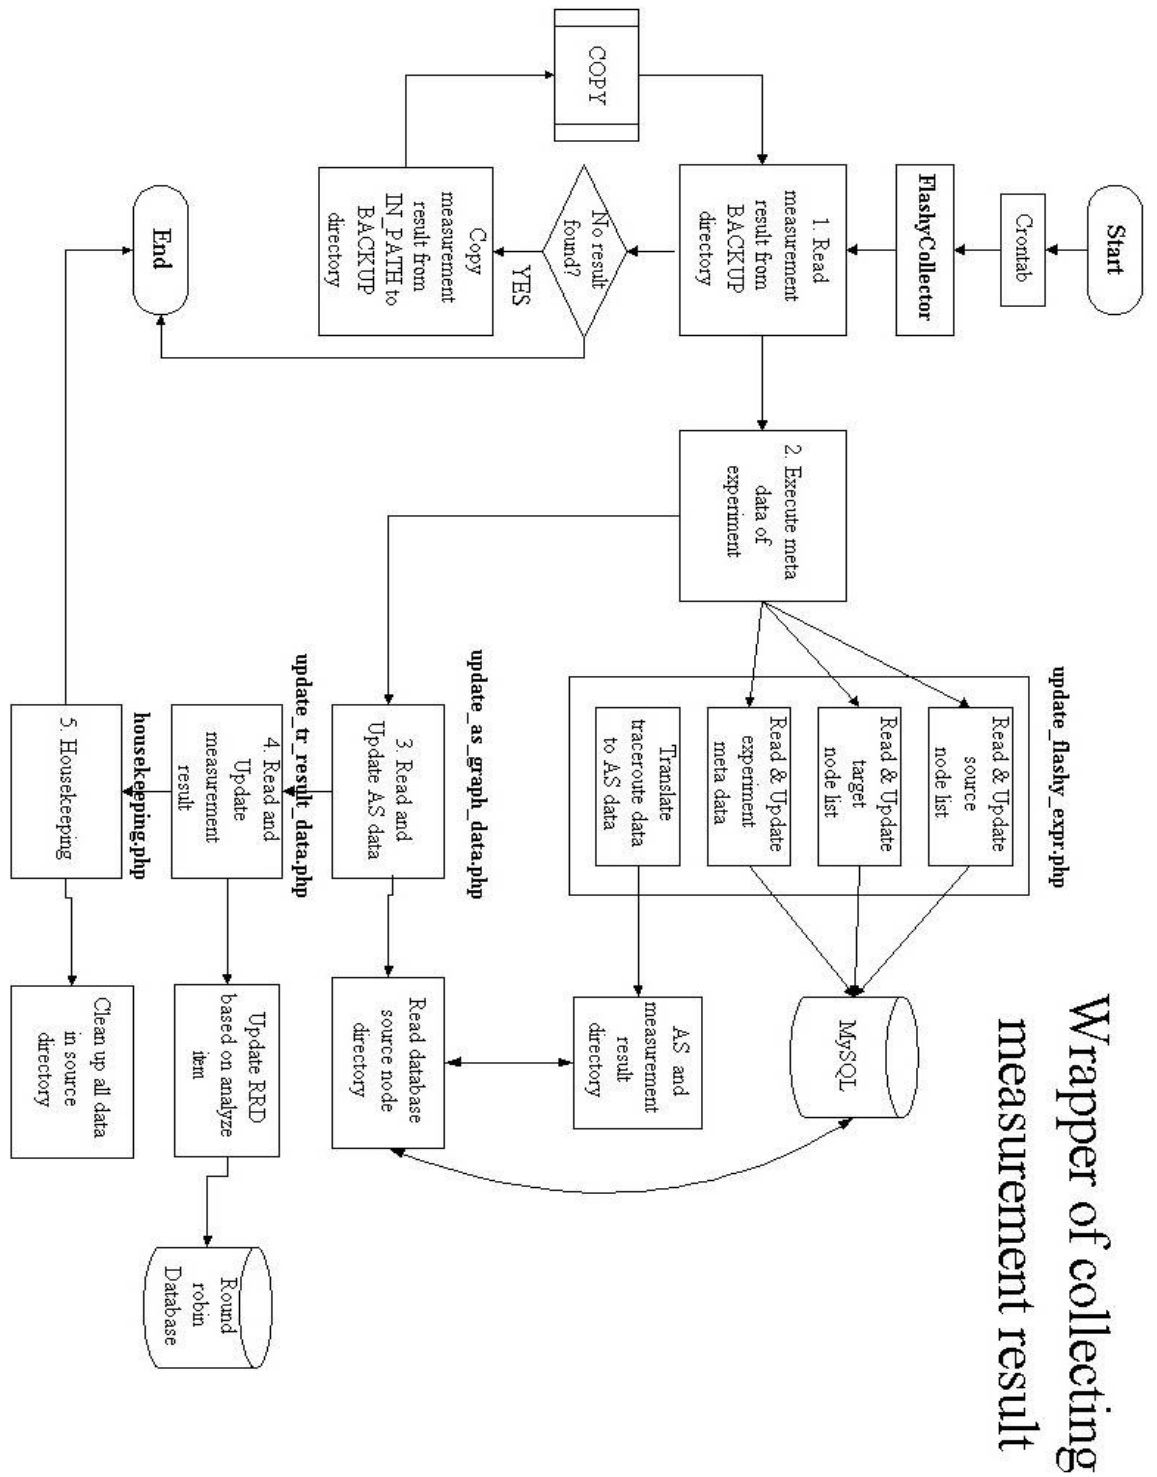 Wrapper of collecting
measurement result
Start
Crontab
FlashyCollector
1. Read
measurement
result from
BACKUP
directory
No result
found?
YES
Copy
measurement
result from
IN_PATH to
BACKUP
directory
COPY
End
2. Execute meta
data of
experiment
update_flashy_expr.php
Read & Update
source
node list
Read & Update
target
node list
Read & Update
experiment
meta data
Translate
traceroute data
to AS data
MySQL
AS and
measurement
result
directory
update_as_graph_data.php
3. Read and
Update AS data
Read database
source node
directory
update_tr_result_data.php
4. Read and
Update
measurement
result
Update RRD
based on analyze
item
Round
robin
Database
housekeeping.php
5. Housekeeping
Clean up all data
in source
directory